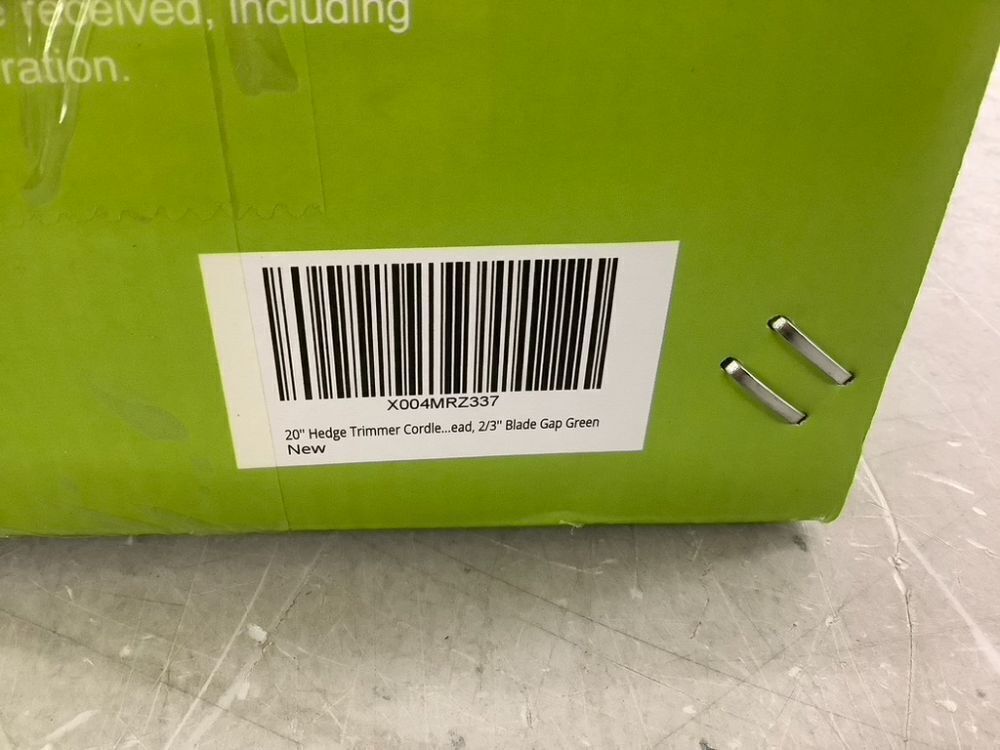 received, including
ration.
X004MRZ337
20" Hedge Trimmer Cordle...ead, 2/3" Blade Gap Green
New